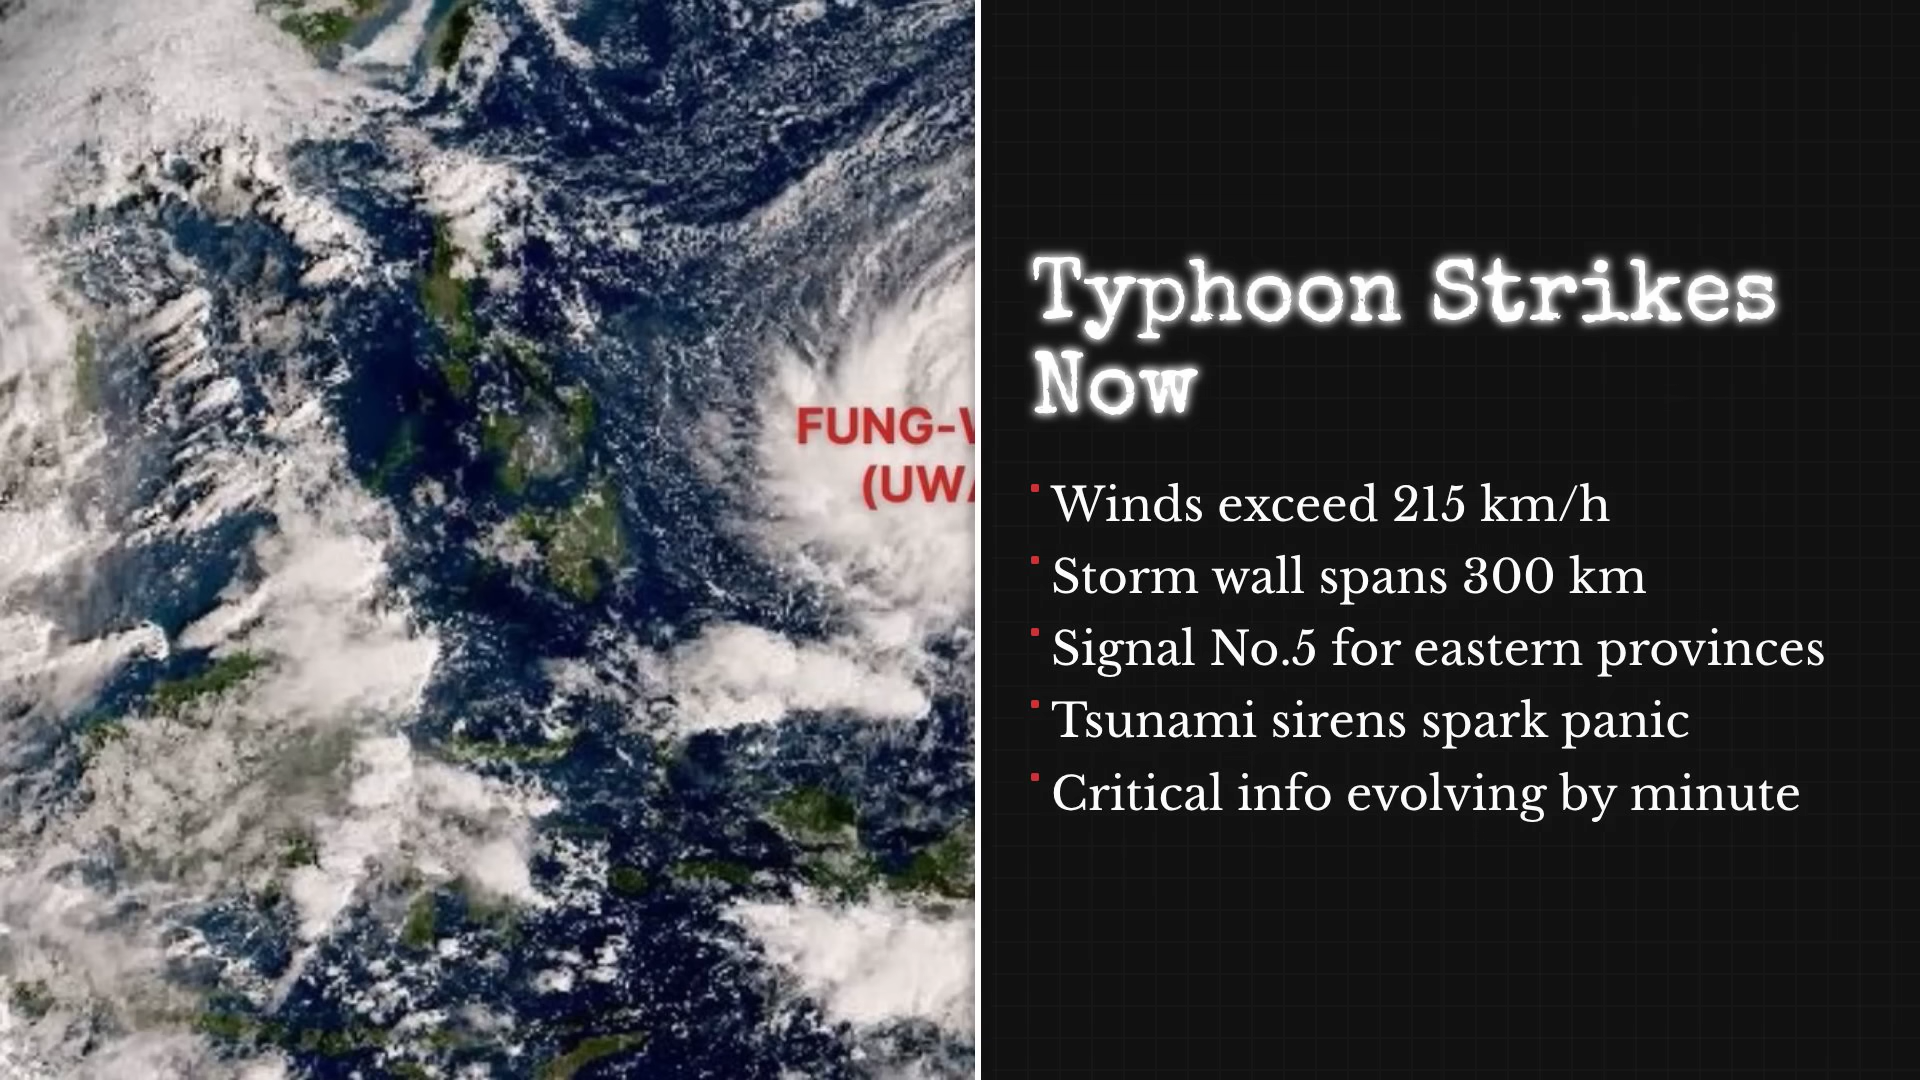 FUNG-
(UW
Typhoon Strikes
Now
Winds exceed 215 km/h
Storm wall spans 300 km
Signal No.5 for eastern provinces
Tsunami sirens spark panic
Critical info evolving by minute